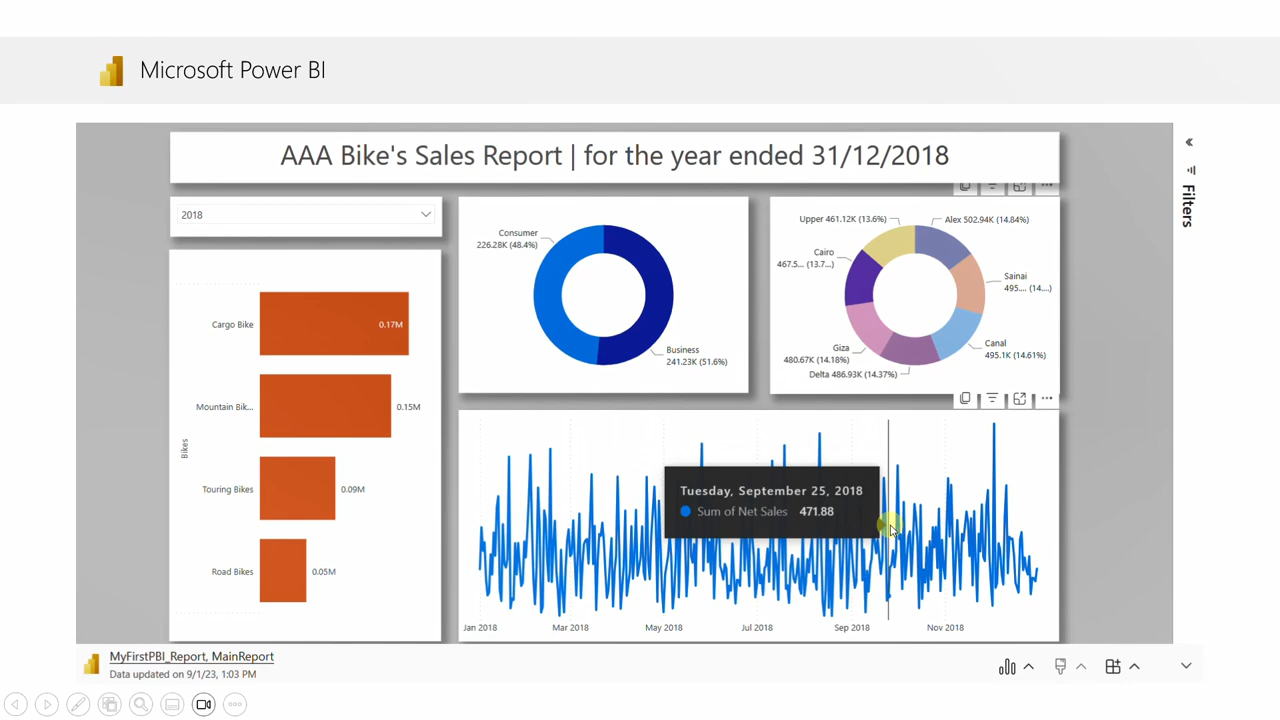 Microsoft Power BI
AAA Bike's Sales Report | for the year ended 31/12/2018
2018
Filters
Consumer
226.28K (48.4%)
Business
241.23K (51.6%)
Upper 461.12K (13.6%)
Alex 502.94K (14.84%)
Cairo
467.5... (13.7...)
Sainai
495.... (14....)
Giza
480.67K (14.18%)
Canal
495.1K (14.61%)
Delta 486.93K (14.37%)
Bikes
Cargo Bike
0.17M
Mountain Bik...
0.15M
Touring Bikes
0.09M
Road Bikes
0.05M
Tuesday, September 25, 2018
Sum of Net Sales 471.88
Jan 2018
Mar 2018
May 2018
Jul 2018
Sep 2018
Nov 2018
MyFirstPBI_Report, MainReport
Data updated on 9/1/23, 1:03 PM